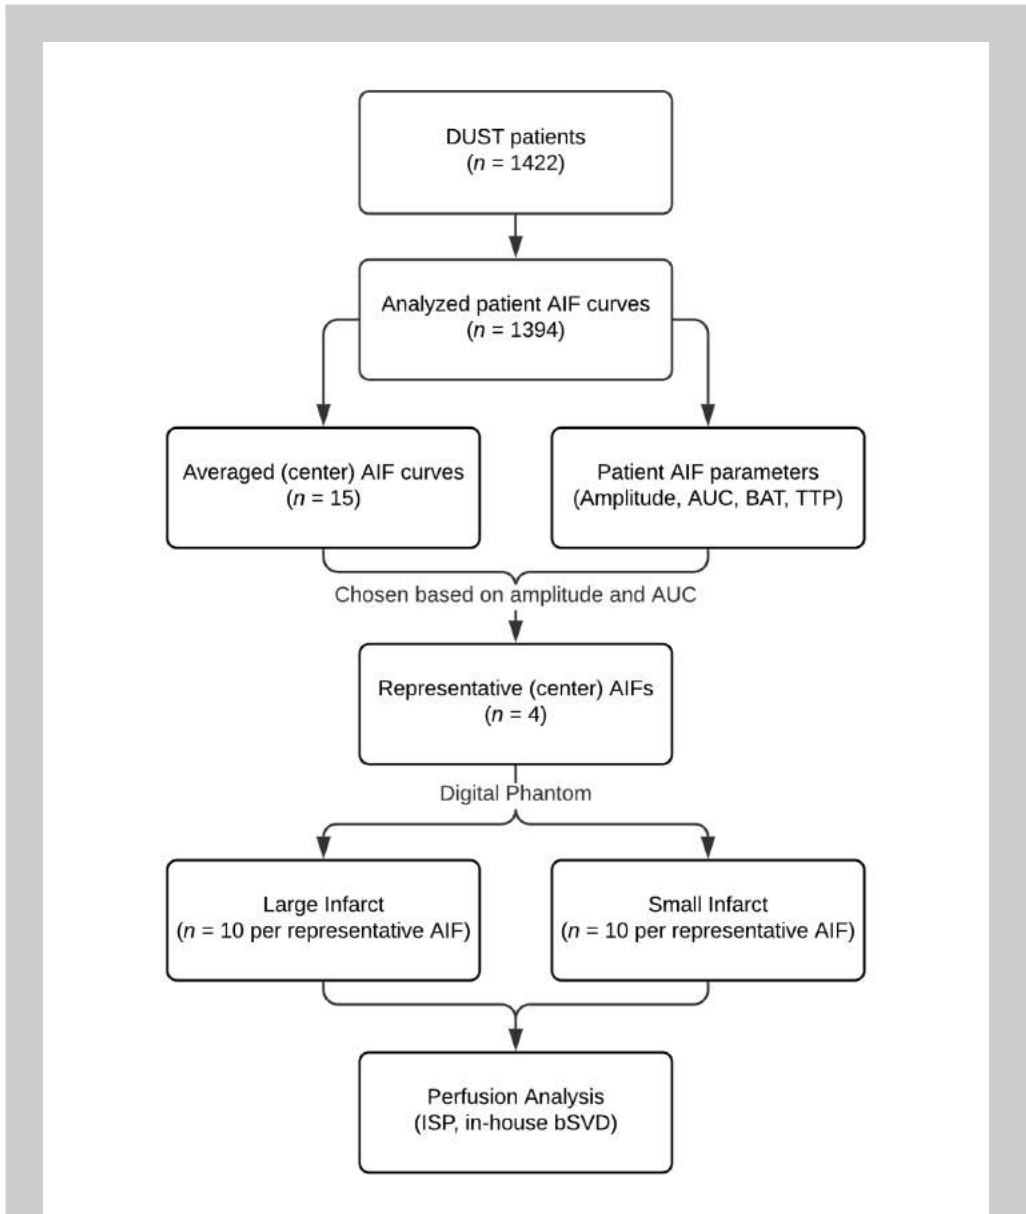 DUST patients
(n = 1422)
Analyzed patient AIF curves
(n = 1394)
Averaged (center) AIF curves
(n = 15)
Patient AIF parameters
(Amplitude, AUC, BAT, TTP)
Chosen based on amplitude and AUC
Representative (center) AIFs
(n = 4)
Digital Phantom
Large Infarct
(n = 10 per representative AIF)
Small Infarct
(n = 10 per representative AIF)
Perfusion Analysis
(ISP, in-house bSVD)